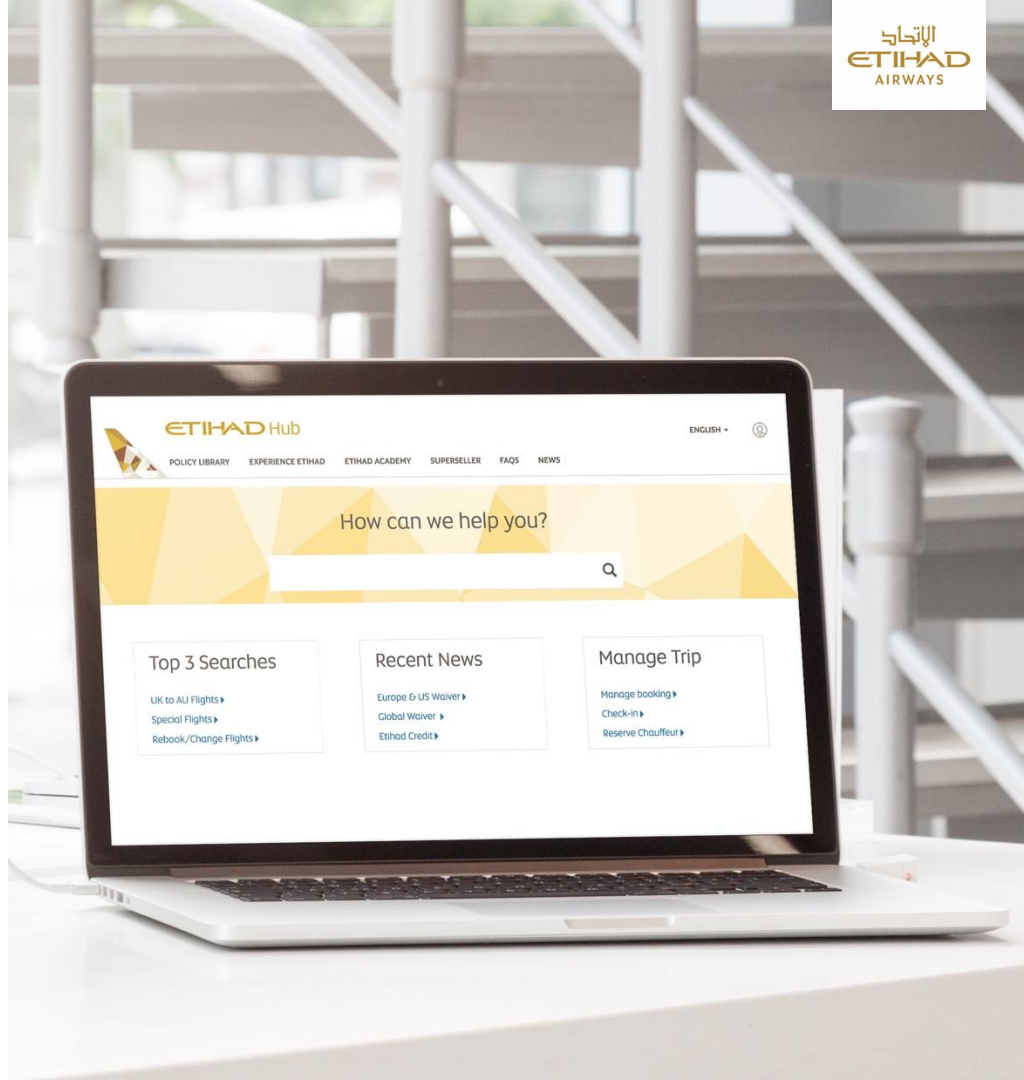 الإتحاد
ETIHAD
AIRWAYS
ETIHAD Hub
ENGLISH
POLICY LIBRARY EXPERIENCE ETIHAD ETIHAD ACADEMY SUPERSELLER FAQS NEWS
How can we help you?
Top 3 Searches
UK to AU Flights
Special Flights
Rebook/Change Flights
Recent News
Europe & US Waiver
Global Waiver
Etihad Credit
Manage Trip
Manage booking
Check-in
Reserve Chauffeur